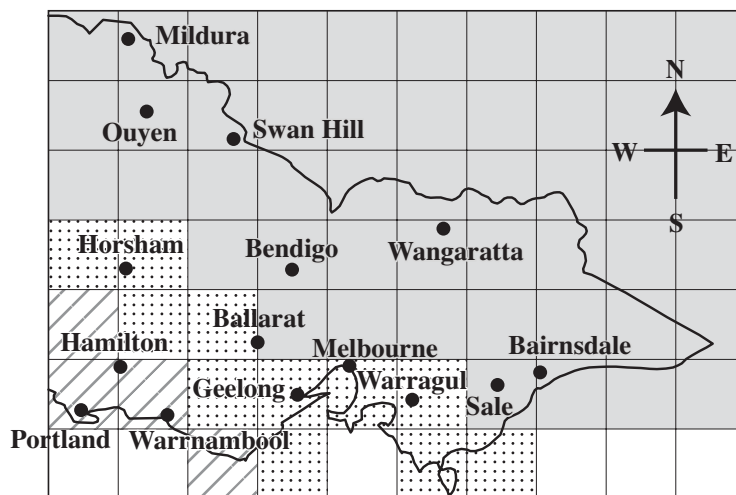 Mildura
N
Ouyen
Swan Hill
W
E
S
Horsham
Bendigo
Wangaratta
Ballarat
Hamilton
Melbourne
Bairnsdale
Geelong
Warragul
Sale
Portland
Warrnambool